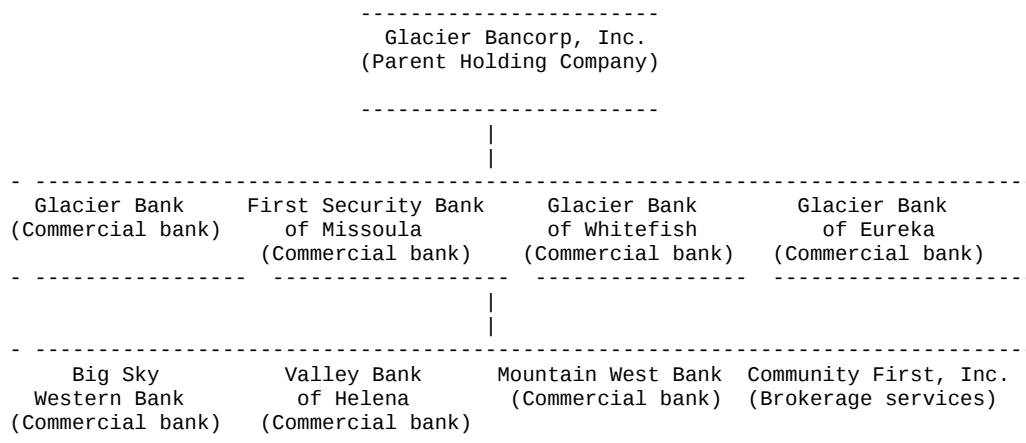 ------------------------
Glacier Bancorp, Inc.
(Parent Holding Company)
------------------------
|
|
- --------------------------------------------------------------------------------
Glacier Bank First Security Bank Glacier Bank Glacier Bank
(Commercial bank) of Missoula of Whitefish of Eureka
(Commercial bank) (Commercial bank) (Commercial bank)
- ----------------- ------------------- ----------------- --------------------
|
|
- --------------------------------------------------------------------------------
Big Sky Valley Bank Mountain West Bank Community First, Inc.
Western Bank of Helena (Commercial bank) (Brokerage services)
(Commercial bank) (Commercial bank)